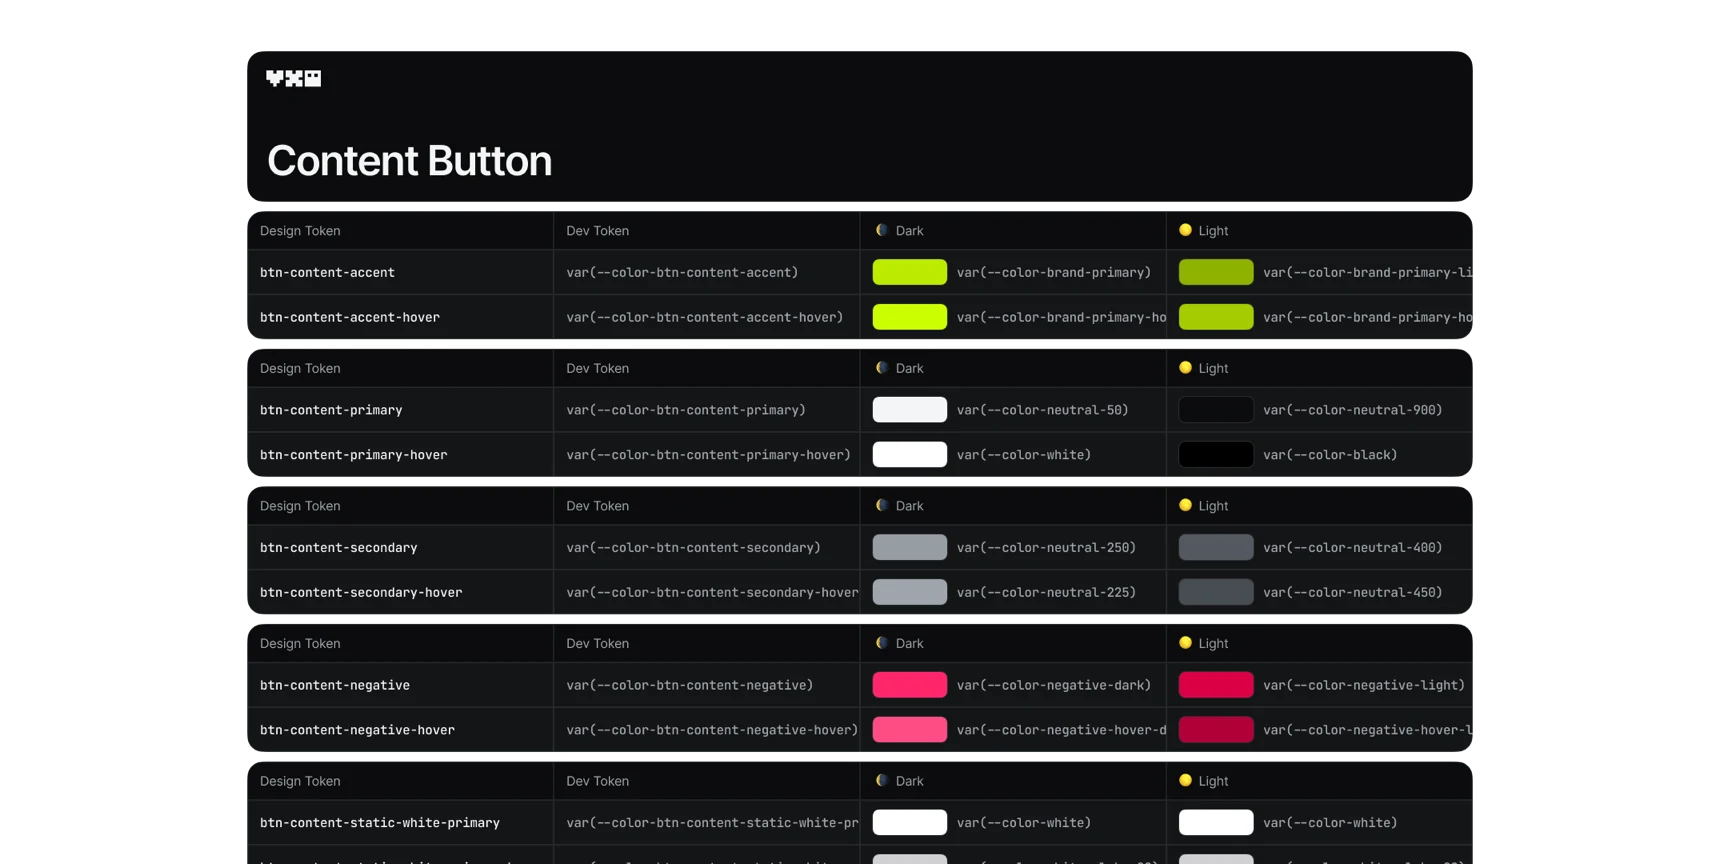 Content Button
Design Token Dev Token Dark Light
btn-content-accent var(--color-btn-content-accent) var(--color-brand-primary) var(--color-brand-primary-li
btn-content-accent-hover var(--color-btn-content-accent-hover) var(--color-brand-primary-ho var(--color-brand-primary-ho
Design Token Dev Token Dark Light
btn-content-primary var(--color-btn-content-primary) var(--color-neutral-50) var(--color-neutral-900)
btn-content-primary-hover var(--color-btn-content-primary-hover) var(--color-white) var(--color-black)
Design Token Dev Token Dark Light
btn-content-secondary var(--color-btn-content-secondary) var(--color-neutral-250) var(--color-neutral-400)
btn-content-secondary-hover var(--color-btn-content-secondary-hover var(--color-neutral-225) var(--color-neutral-450)
Design Token Dev Token Dark Light
btn-content-negative var(--color-btn-content-negative) var(--color-negative-dark) var(--color-negative-light)
btn-content-negative-hover var(--color-btn-content-negative-hover) var(--color-negative-hover-d var(--color-negative-hover-l
Design Token Dev Token Dark Light
btn-content-static-white-primary var(--color-btn-content-static-white-pr var(--color-white) var(--color-white)